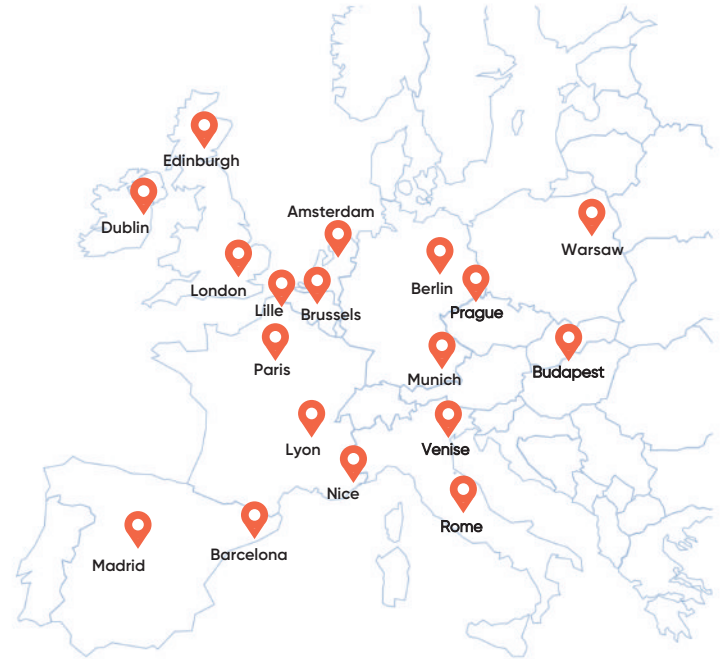 Edinburgh
Dublin
Amsterdam
Warsaw
London
Berlin
Lille
Brussels
Prague
Paris
Munich
Budapest
Lyon
Venise
Nice
Rome
Madrid
Barcelona